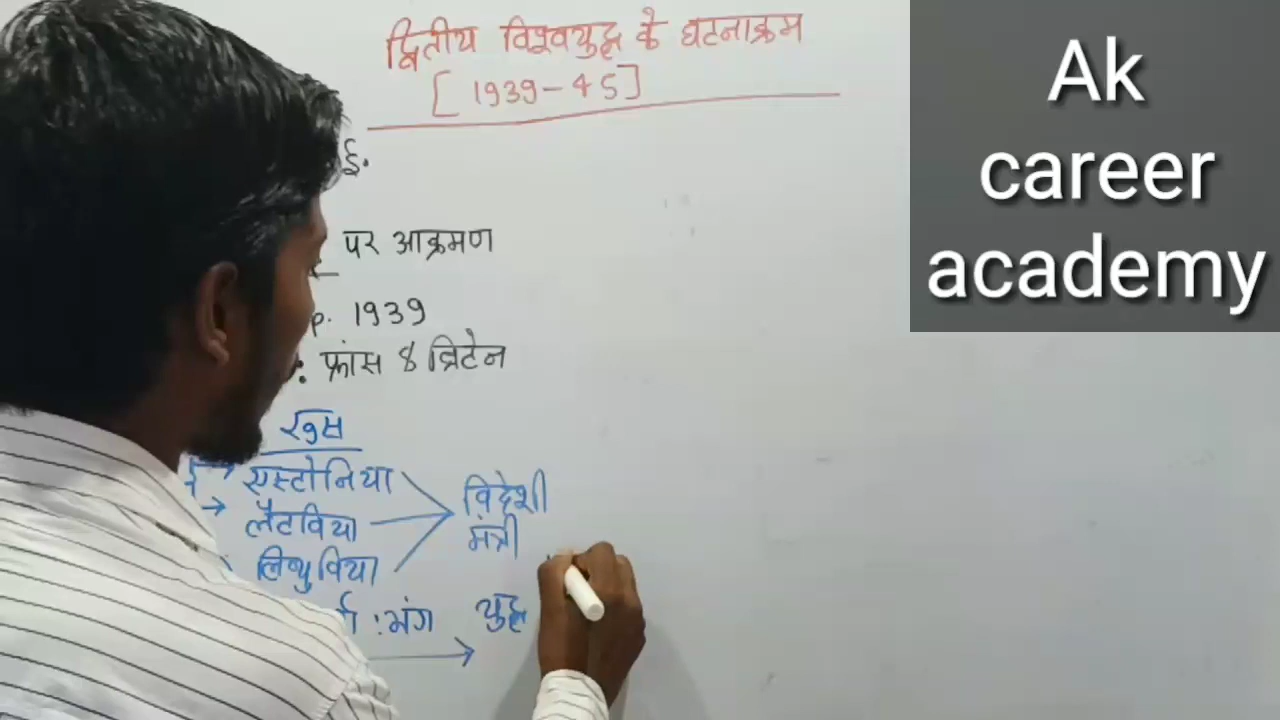 द्वितीय विश्वयुद्ध के घटनाक्रम
[1939-45]
ई.
पर आक्रमण
p. 1939
: फ्रांस & ब्रिटेन
रूस
→ एस्टोनिया
→ लैटविया
लिथुविया
विदेशी
मंत्री
: भंग
→ युद्ध
Ak
career
academy